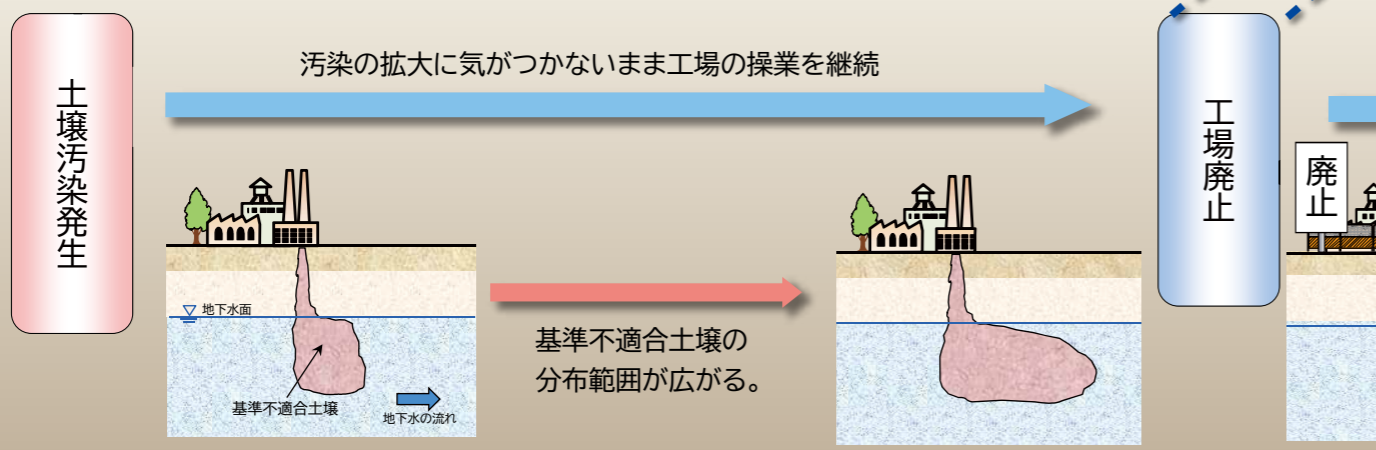 土壌汚染発生
汚染の拡大に気がつかないまま工場の操業を継続
地下水面
基準不適合土壌
地下水の流れ
基準不適合土壌の
分布範囲が広がる。
工場廃止
廃止